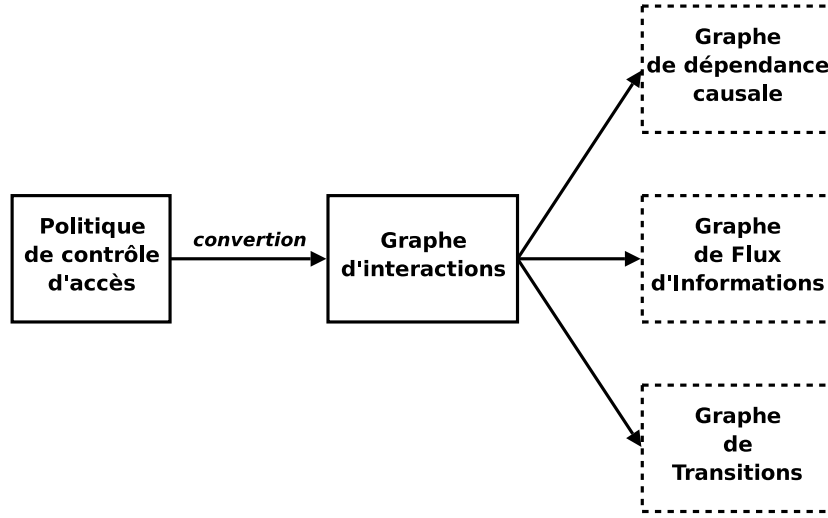 Politique
de contrôle
d'accès
convertion
Graphe
d'interactions
Graphe
de dépendance
causale
Graphe
de Flux
d'Informations
Graphe
de
Transitions